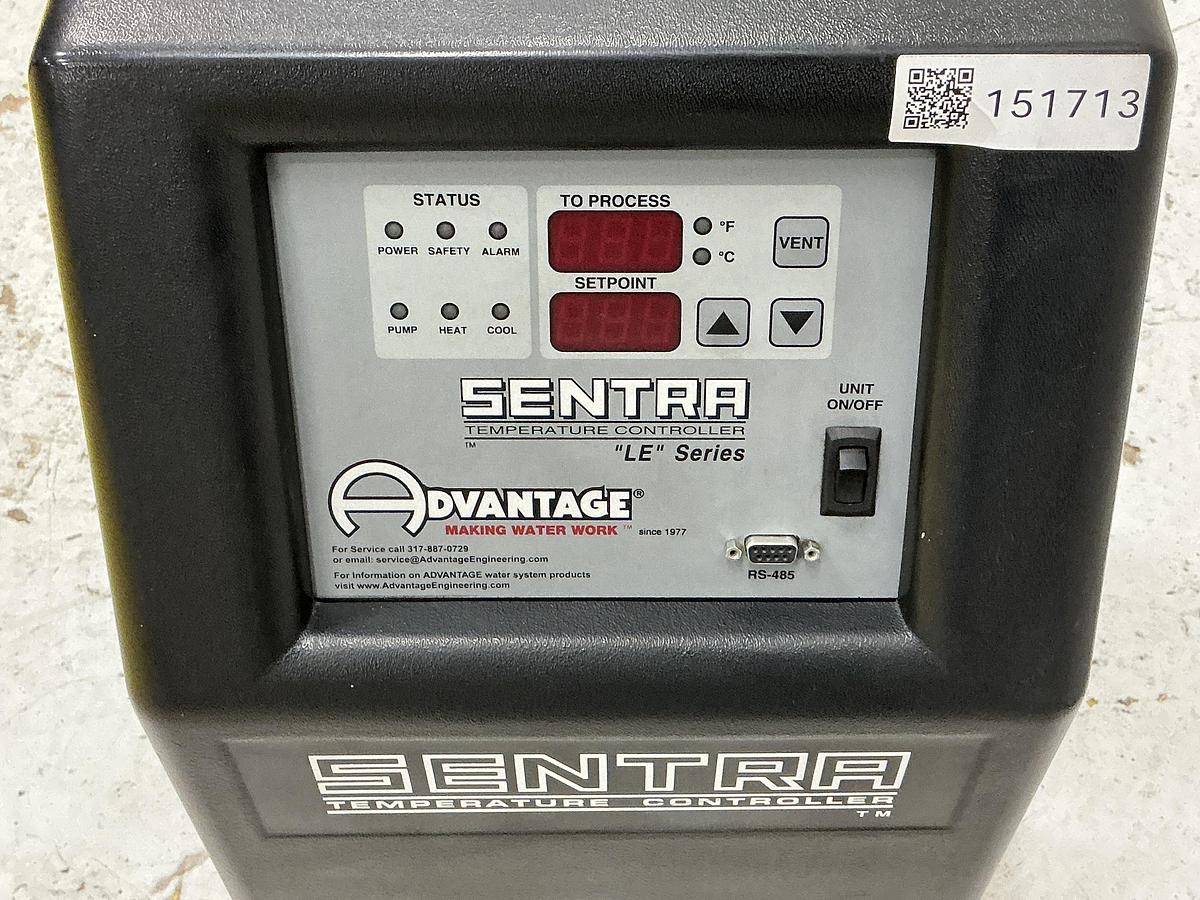 151713
STATUS
POWER SAFETY ALARM
PUMP HEAT COOL
TO PROCESS
°F
°C
VENT
SETPOINT
SENTRA
TEMPERATURE CONTROLLER
™
"LE" Series
UNIT
ON/OFF
ADVANTAGE®
MAKING WATER WORK™ since 1977
For Service call 317-887-0729
or email: service@AdvantageEngineering.com
For Information on ADVANTAGE water system products
visit www.AdvantageEngineering.com
RS-485
SENTRA
TEMPERATURE CONTROLLER
™